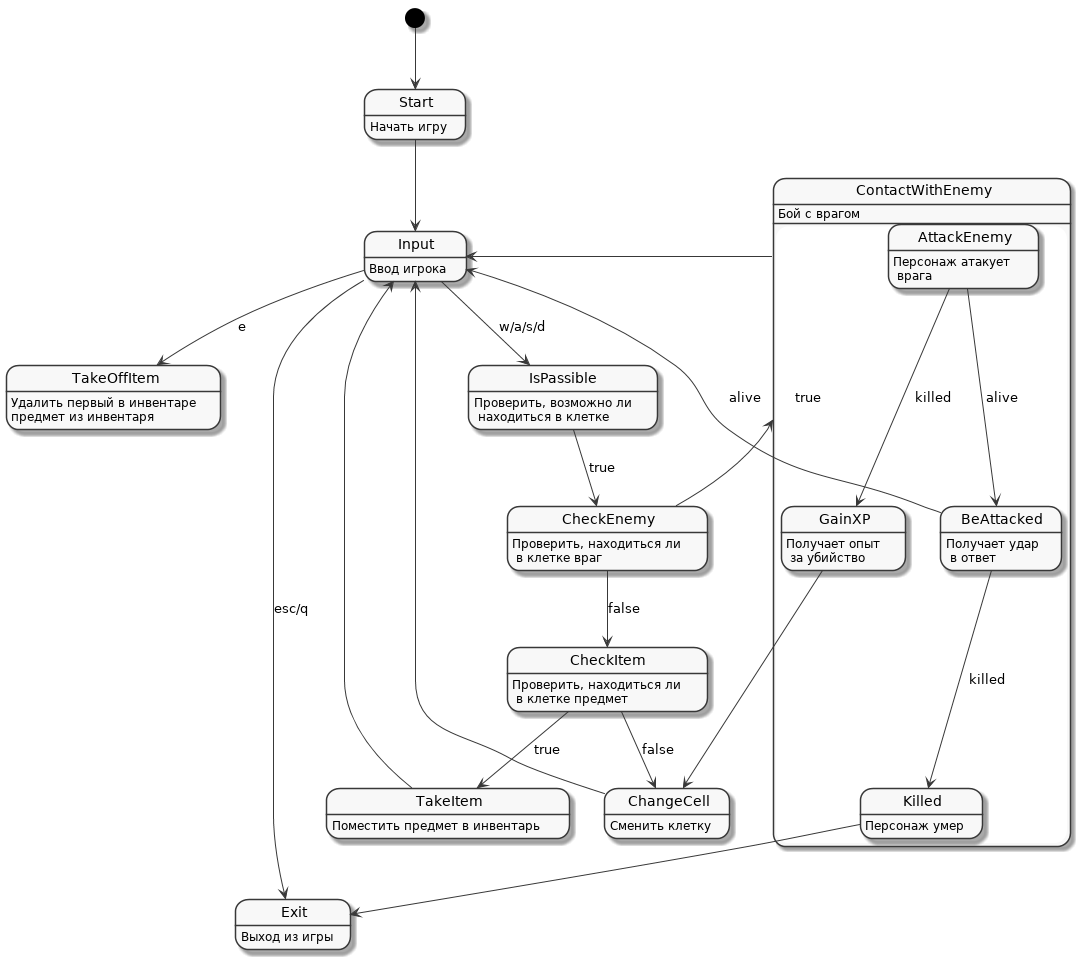 Start
Начать игру
ContactWithEnemy
Бой с врагом
AttackEnemy
Персонаж атакует
врага
Input
Ввод игрока
e
w/a/s/d
TakeOffItem
Удалить первый в инвентаре
предмет из инвентаря
IsPassible
Проверить, возможно ли
находиться в клетке
alive
true
killed
alive
true
CheckEnemy
Проверить, находиться ли
в клетке враг
GainXP
Получает опыт
за убийство
BeAttacked
Получает удар
в ответ
esc/q
false
CheckItem
Проверить, находиться ли
в клетке предмет
killed
true
false
TakeItem
Поместить предмет в инвентарь
ChangeCell
Сменить клетку
Killed
Персонаж умер
Exit
Выход из игры